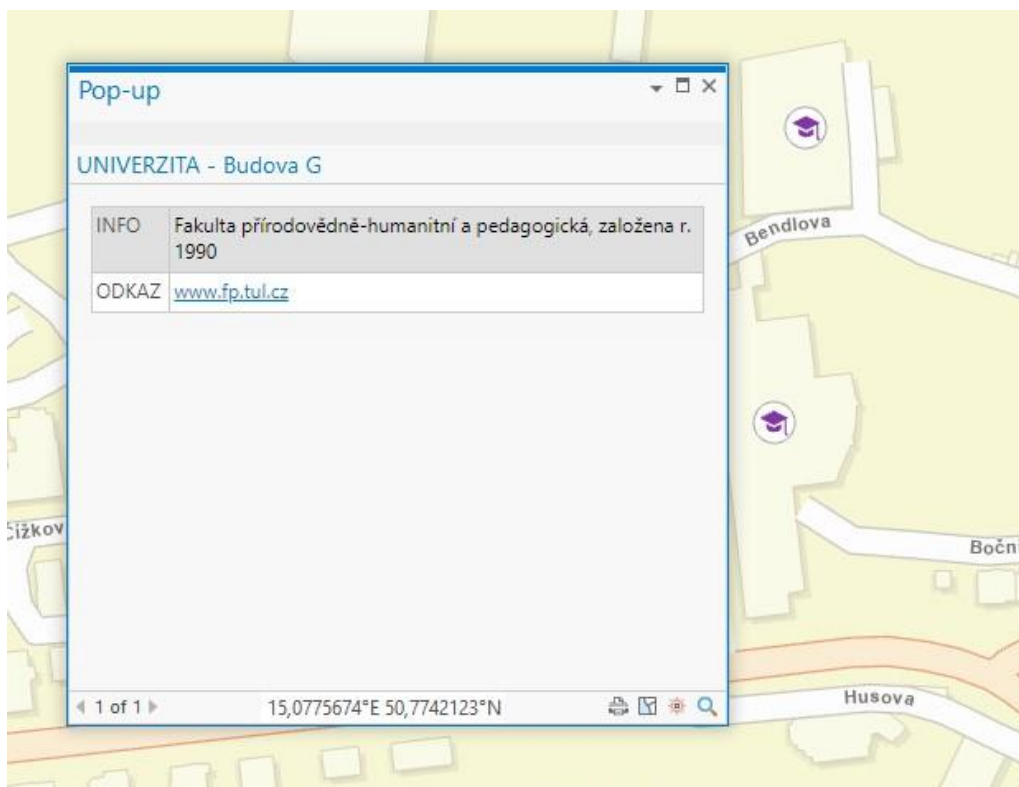 Pop-up
UNIVERZITA - Budova G
INFO Fakulta přírodovědně-humanitní a pedagogická, založena r.
1990
ODKAZ www.fp.tul.cz
1 of 1 15,0775674°E 50,7742123°N
Bendlova
Husova